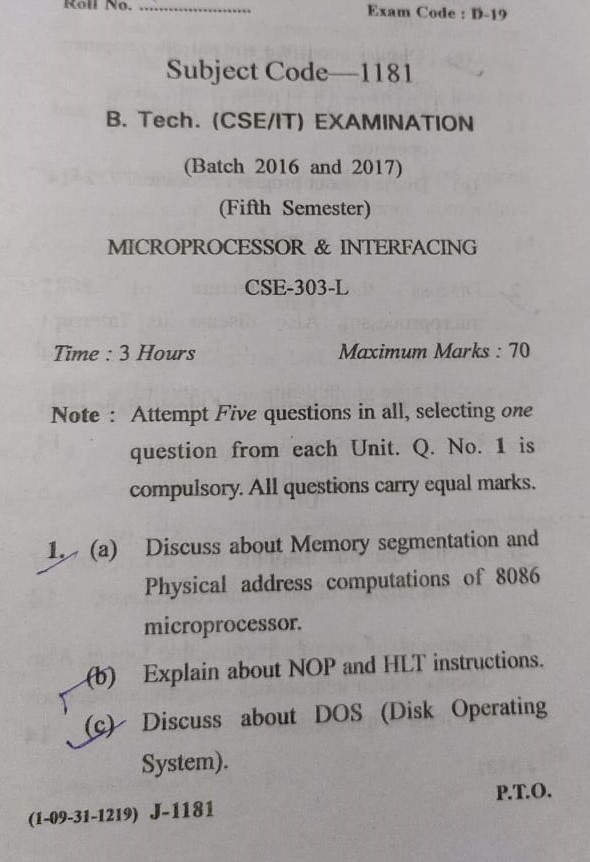 Roll No. ........................
Exam Code : D-19
Subject Code—1181
B. Tech. (CSE/IT) EXAMINATION
(Batch 2016 and 2017)
(Fifth Semester)
MICROPROCESSOR & INTERFACING
CSE-303-L
Time : 3 Hours Maximum Marks : 70
Note : Attempt Five questions in all, selecting one
question from each Unit. Q. No. 1 is
compulsory. All questions carry equal marks.
1. (a) Discuss about Memory segmentation and
Physical address computations of 8086
microprocessor.
(b) Explain about NOP and HLT instructions.
(c) Discuss about DOS (Disk Operating
System).
P.T.O.
(1-09-31-1219) J-1181